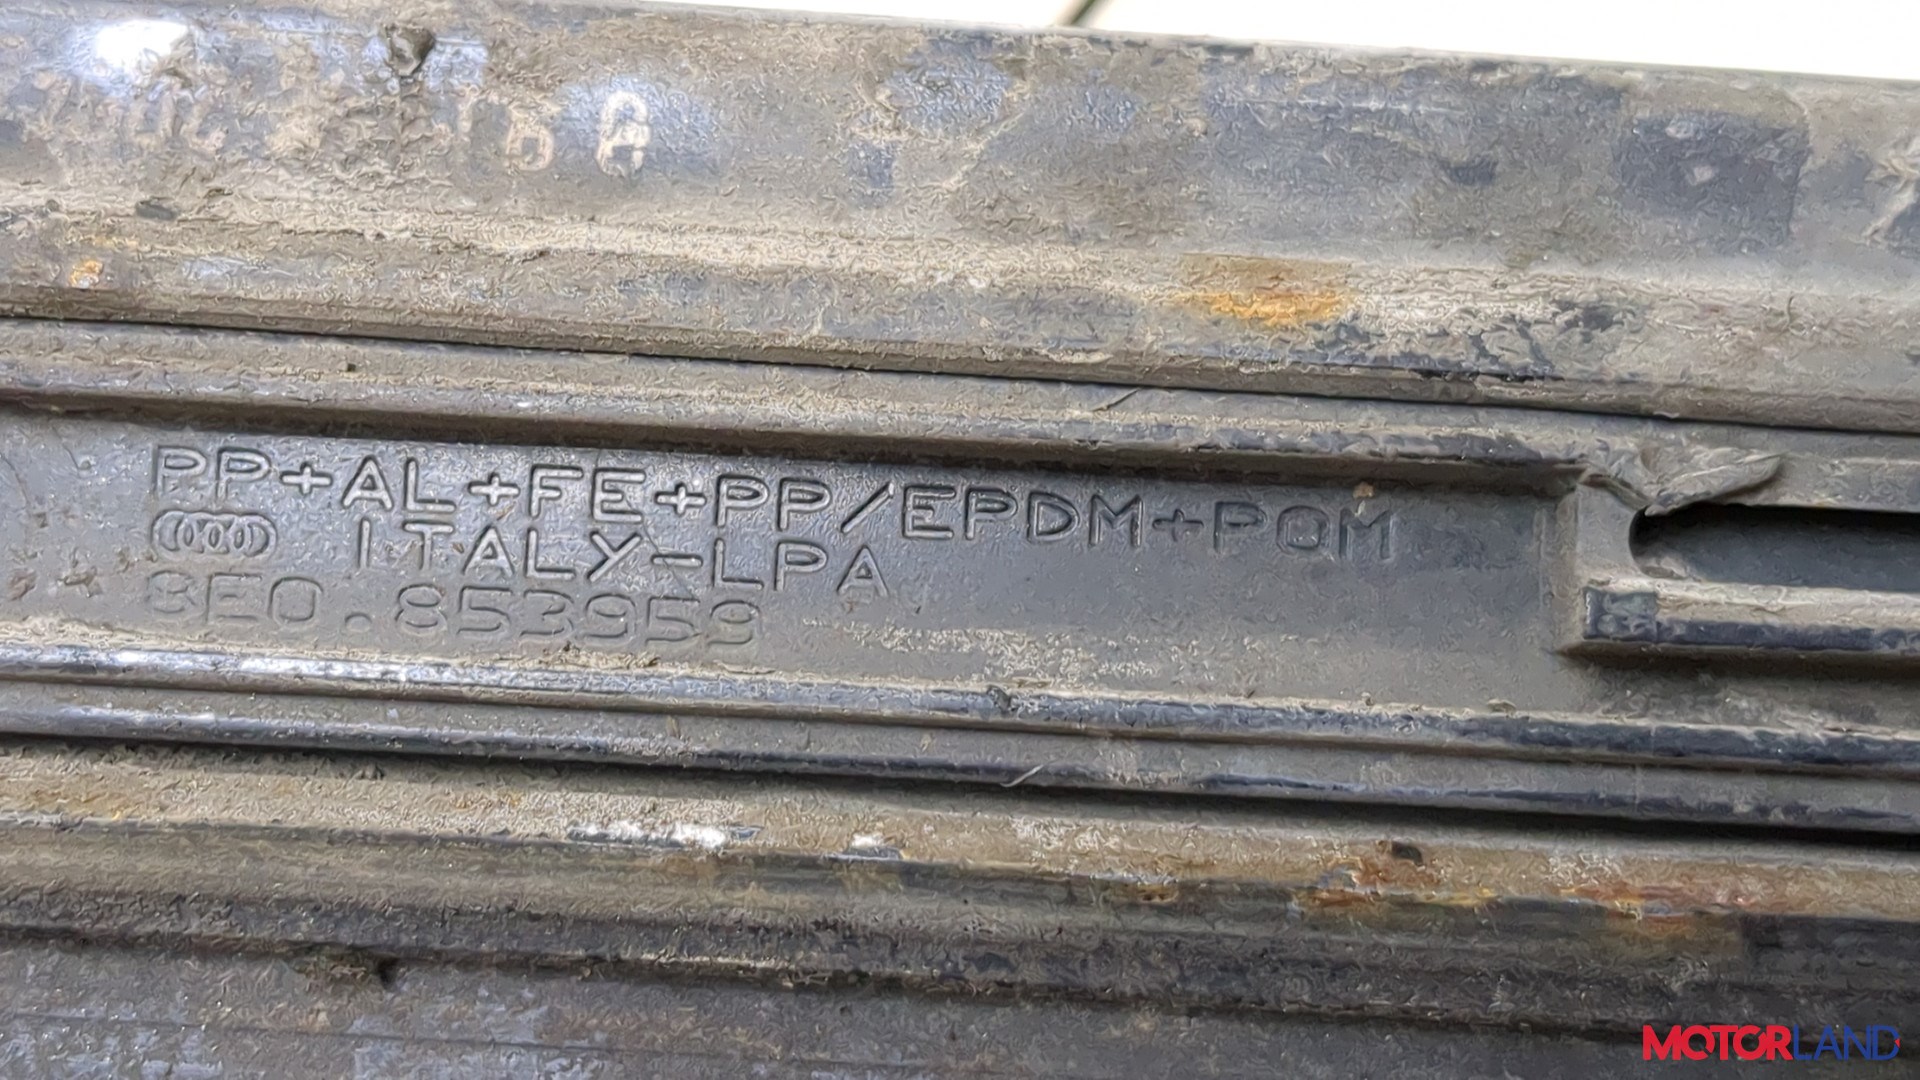 PP+AL+FE+PP/EPDM+POM
ITALY-LPA
8E0.853959
MOTORLAND